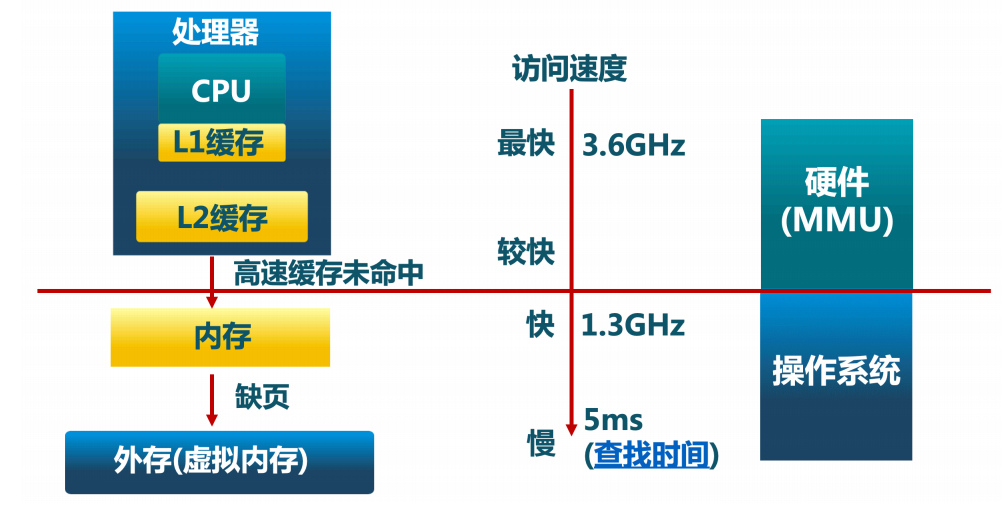 处理器
CPU
L1缓存
L2缓存
高速缓存未命中
内存
缺页
外存(虚拟内存)
访问速度
最快 3.6GHz
较快
快 1.3GHz
慢 5ms
(查找时间)
硬件
(MMU)
操作系统